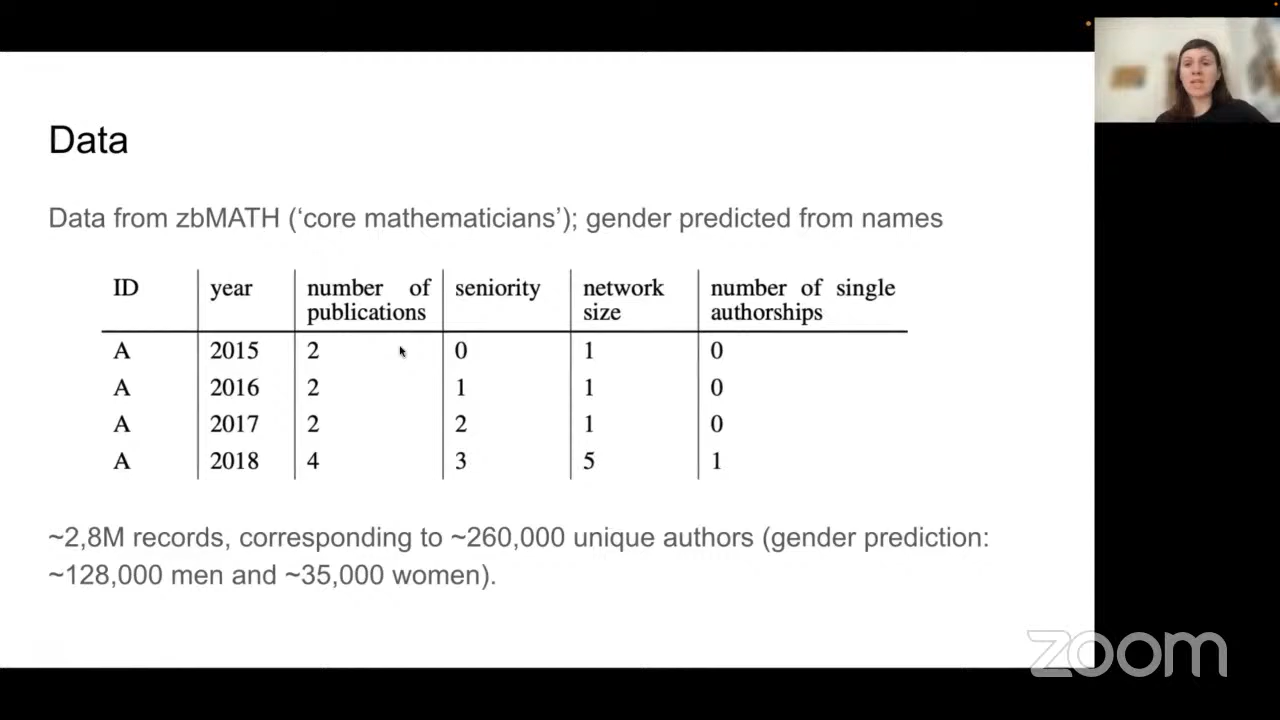 Data
Data from zbMATH (‘core mathematicians’); gender predicted from names
ID year number of publications seniority network size number of single authorships
A 2015 2 0 1 0
A 2016 2 1 1 0
A 2017 2 2 1 0
A 2018 4 3 5 1
~2,8M records, corresponding to ~260,000 unique authors (gender prediction:
~128,000 men and ~35,000 women).
zoom